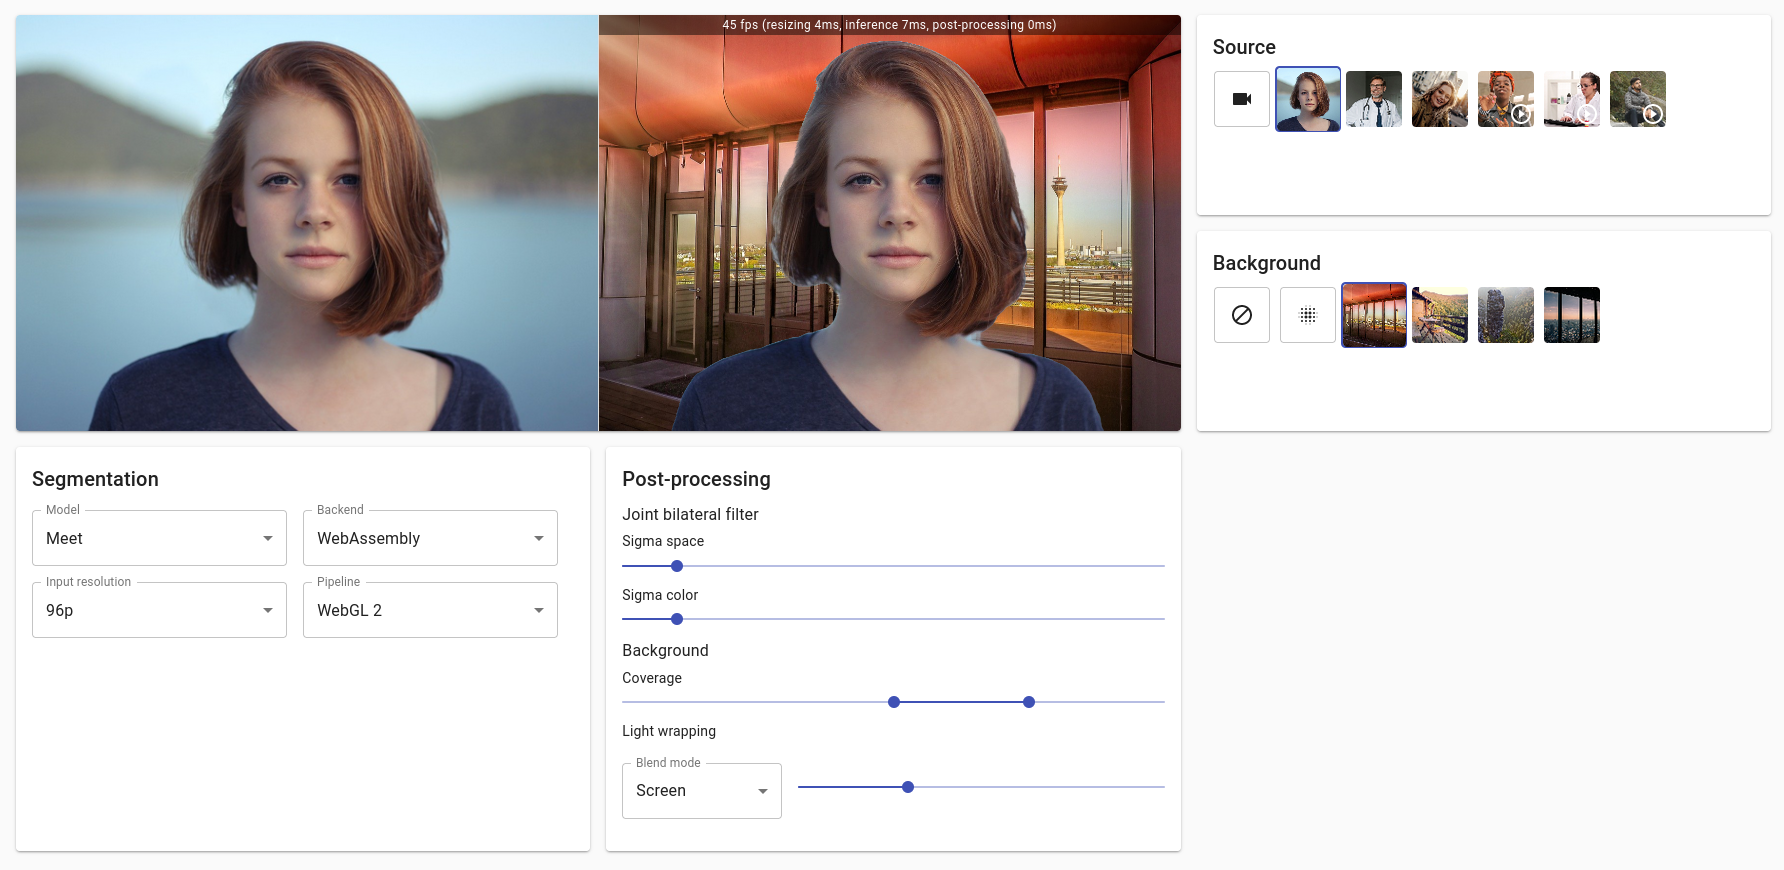 45 fps (resizing 4ms, inference 7ms, post-processing 0ms)
Source
Background
Segmentation
Model
Meet
Backend
WebAssembly
Input resolution
96p
Pipeline
WebGL 2
Post-processing
Joint bilateral filter
Sigma space
Sigma color
Background
Coverage
Light wrapping
Blend mode
Screen